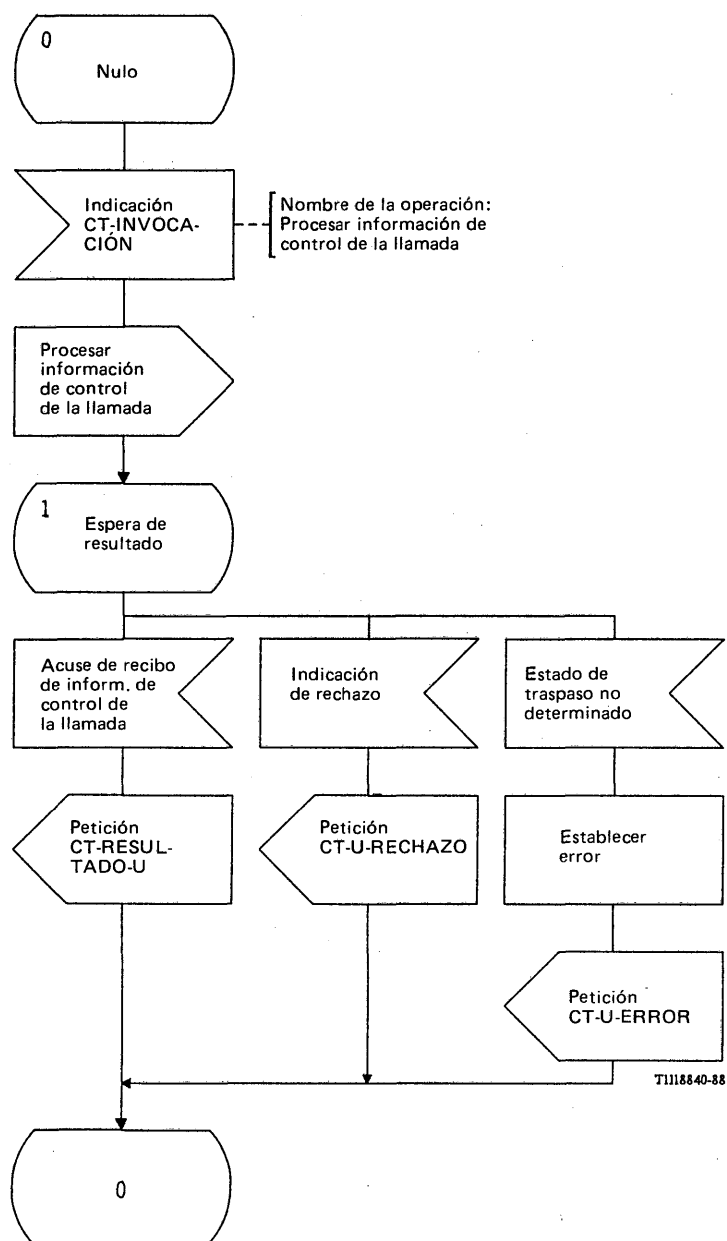 0
Nulo
Indicación
CT-INVOCA-
CIÓN
Nombre de la operación:
Procesar información de
control de la llamada
Procesar
información
de control
de la llamada
1
Espera de
resultado
Acuse de recibo
de inform. de
control de
la llamada
Indicación
de rechazo
Estado de
traspaso no
determinado
Petición
CT-RESUL-
TADO-U
Petición
CT-U-RECHAZO
Establecer
error
Petición
CT-U-ERROR
T1118840-88
0